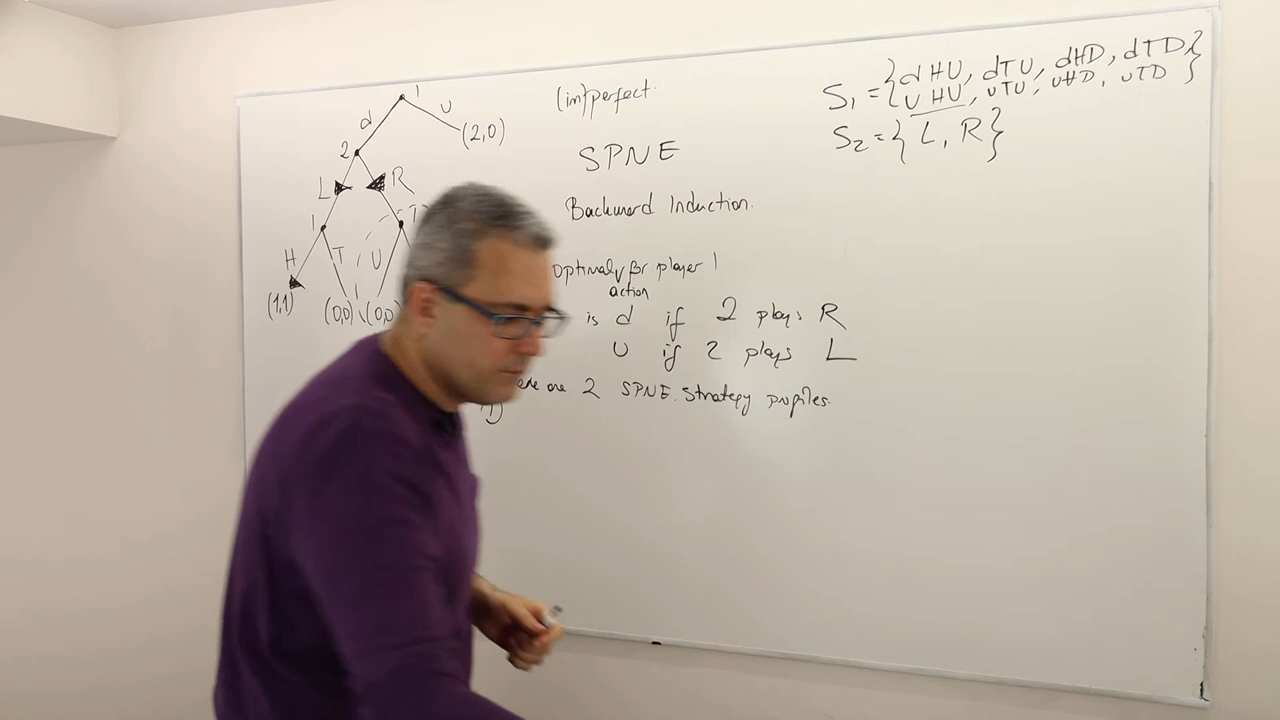 1
d
U
(2,0)
2
L
R
1
H
T
U
(1,1)
(0,0)
(0,0)
(im)perfect.
SPNE
Backward Induction.
optimaly for player 1
action
is d if 2 plays R
U if 2 plays L
are 2 SPNE. Strategy profiles.
1)
S₁ = { dHU, dTU, dHD, dTD,
UHU, UTU, UHD, UTD }
S₂ = { L, R }